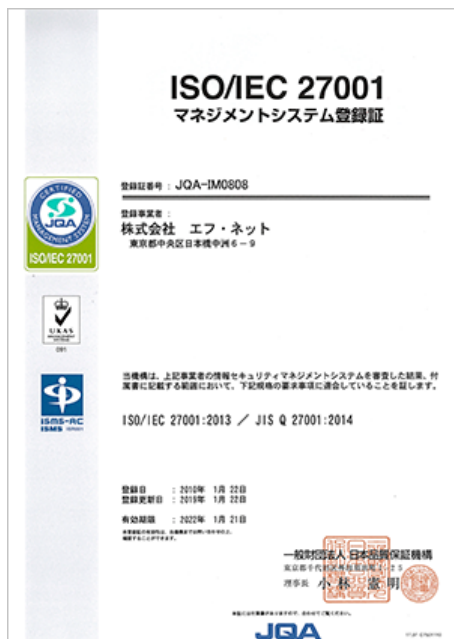 ISO/IEC 27001
マネジメントシステム登録証
登録証番号 : JQA-IM0808
登録事業者 :
株式会社 エフ・ネット
東京都中央区日本橋中洲6-9
CERTIFIED
MANAGEMENT SYSTEM
JQA
ISO/IEC 27001
UKAS
MANAGEMENT
SYSTEMS
ISMS-AC
ISMS
当機構は、上記事業者の情報セキュリティマネジメントシステムを審査した結果、付
属書に記載する範囲において、下記規格の要求事項に適合していることを証します。
ISO/IEC 27001:2013 / JIS Q 27001:2014
登録日 : 2010年 1月 22日
登録更新日 : 2019年 1月 22日
有効期限 : 2022年 1月 21日
一般財団法人 日本品質保証機構
理事長 小林 憲明
JQA